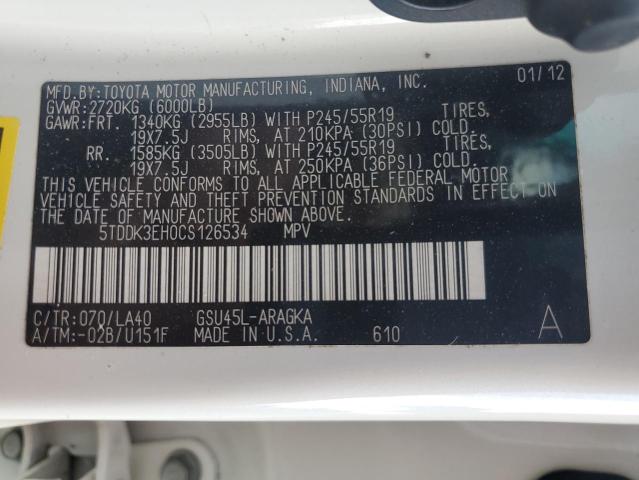 MFD.BY:TOYOTA MOTOR MANUFACTURING, INDIANA, INC. 01/12
GVWR:2720KG (6000LB)
GAWR:FRT. 1340KG (2955LB) WITH P245/55R19 TIRES,
19X7.5J RIMS, AT 210KPA (30PSI) COLD.
RR. 1585KG (3505LB) WITH P245/55R19 TIRES,
19X7.5J RIMS, AT 250KPA (36PSI) COLD.
THIS VEHICLE CONFORMS TO ALL APPLICABLE FEDERAL MOTOR
VEHICLE SAFETY AND THEFT PREVENTION STANDARDS IN EFFECT ON
THE DATE OF MANUFACTURE SHOWN ABOVE.
5TDDK3EH0CS126534 MPV
C/TR:070/LA40 GSU45L-ARAGKA
A/TM:-02B/U151F MADE IN U.S.A. 610 A